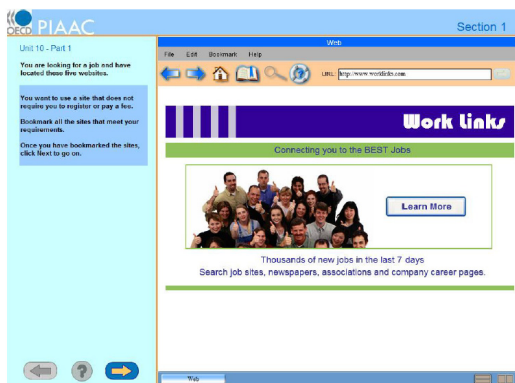 OECD PIAAC
Section 1
Unit 10 - Part 1
You are looking for a job and have
located these five websites.
You want to use a site that does not
require you to register or pay a fee.
Bookmark all the sites that meet your
requirements.
Once you have bookmarked the sites,
click Next to go on.
Web
File Edit Bookmark Help
URL: http://www.worklinks.com
Work Links
Connecting you to the BEST Jobs
Learn More
Thousands of new jobs in the last 7 days
Search job sites, newspapers, associations and company career pages.
Web